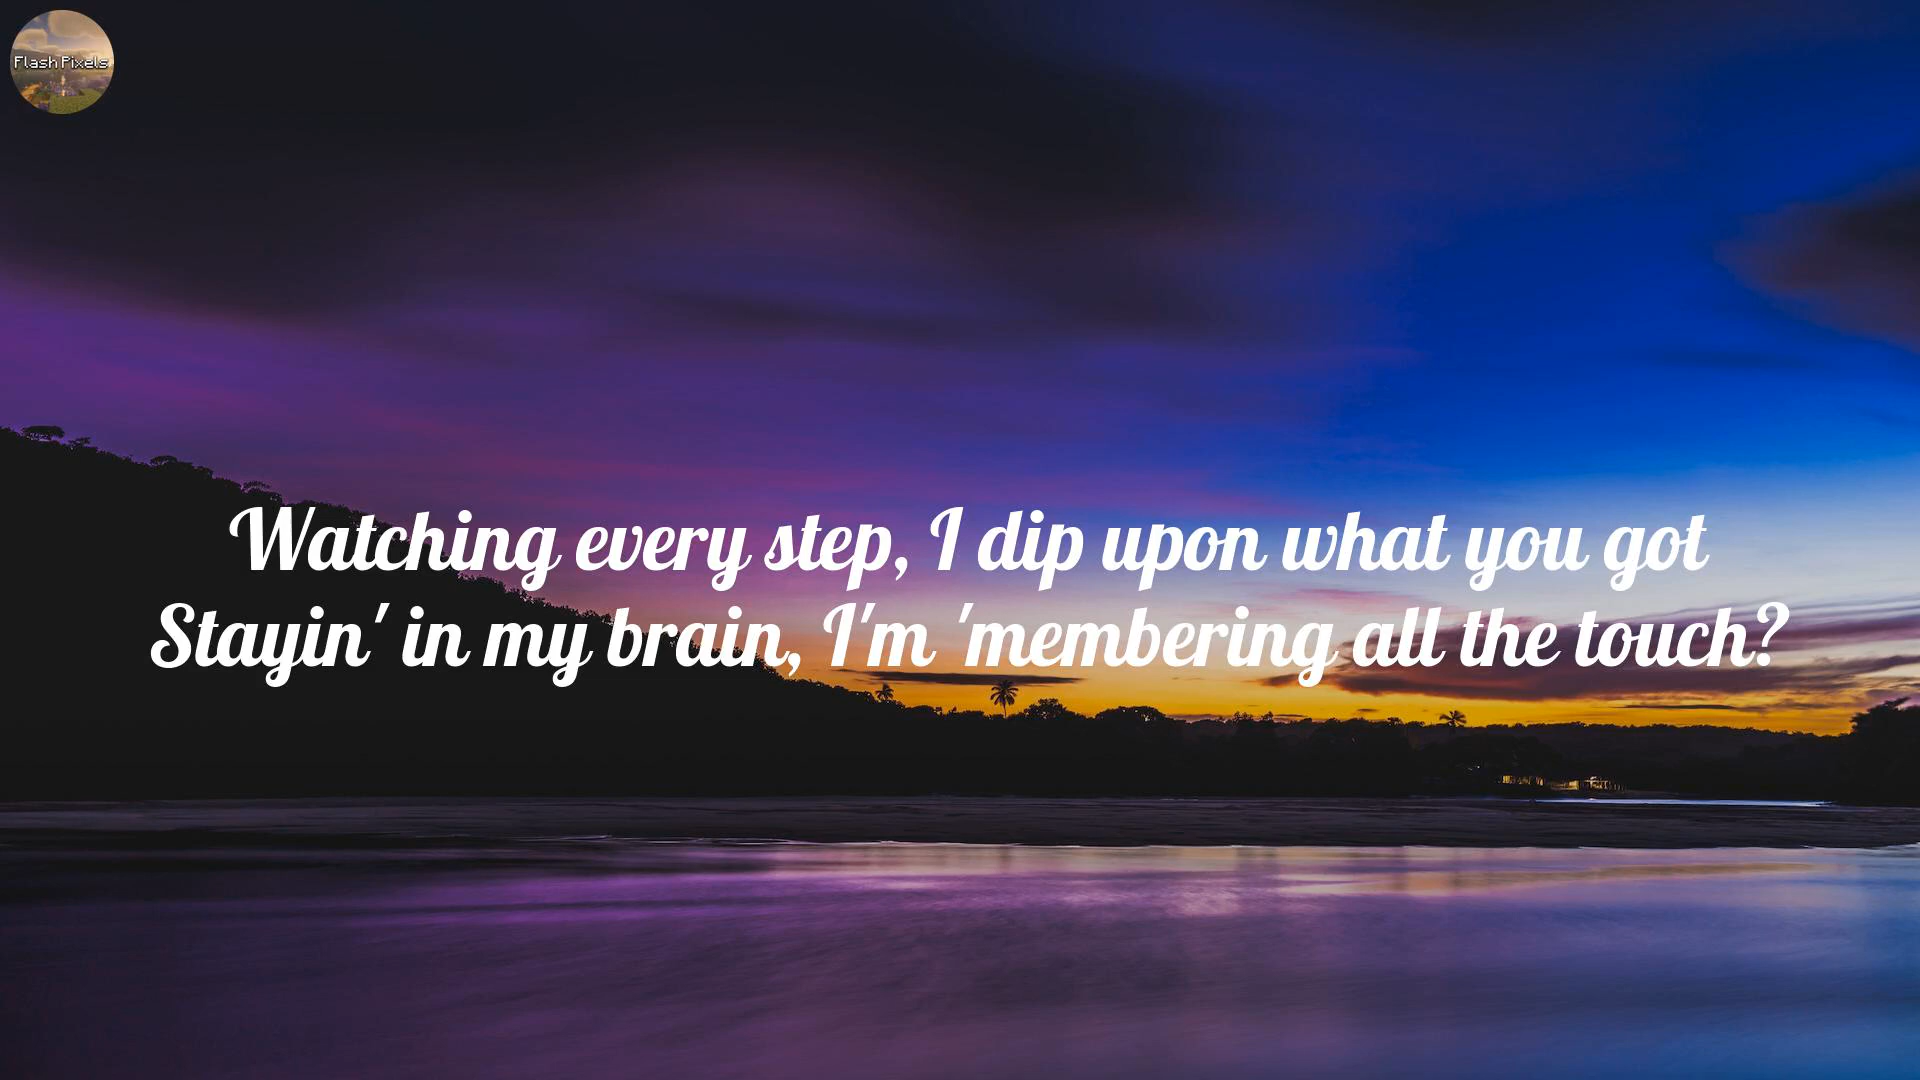 Flash Pixels
Watching every step, I dip upon what you got
Stayin' in my brain, I'm 'membering all the touch?